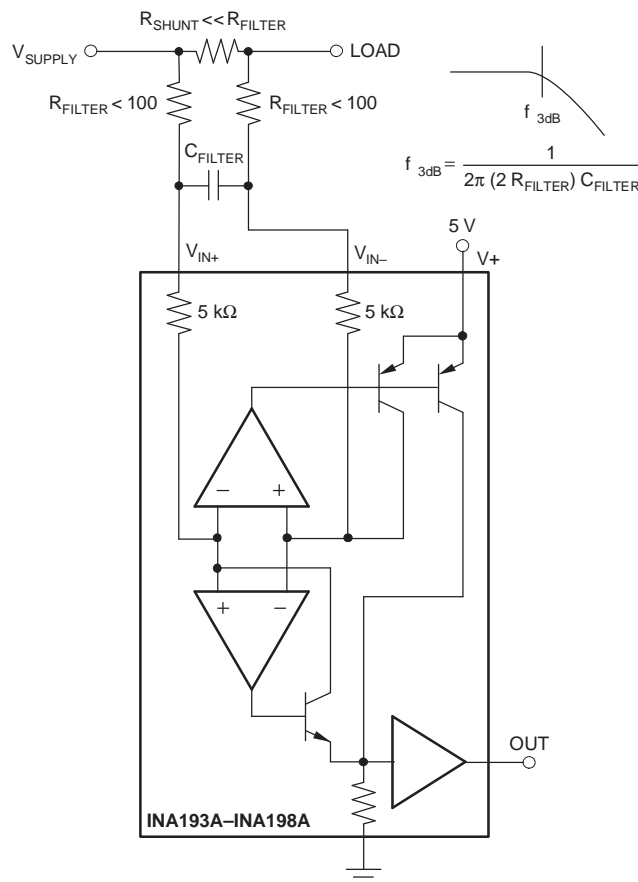 R_SHUNT << R_FILTER
V_SUPPLY
LOAD
R_FILTER < 100
R_FILTER < 100
C_FILTER
f_3dB
f_3dB = 1 / 2π (2 R_FILTER) C_FILTER
5 V
V+
V_IN+
V_IN–
5 kΩ
5 kΩ
– +
+ –
OUT
INA193A–INA198A